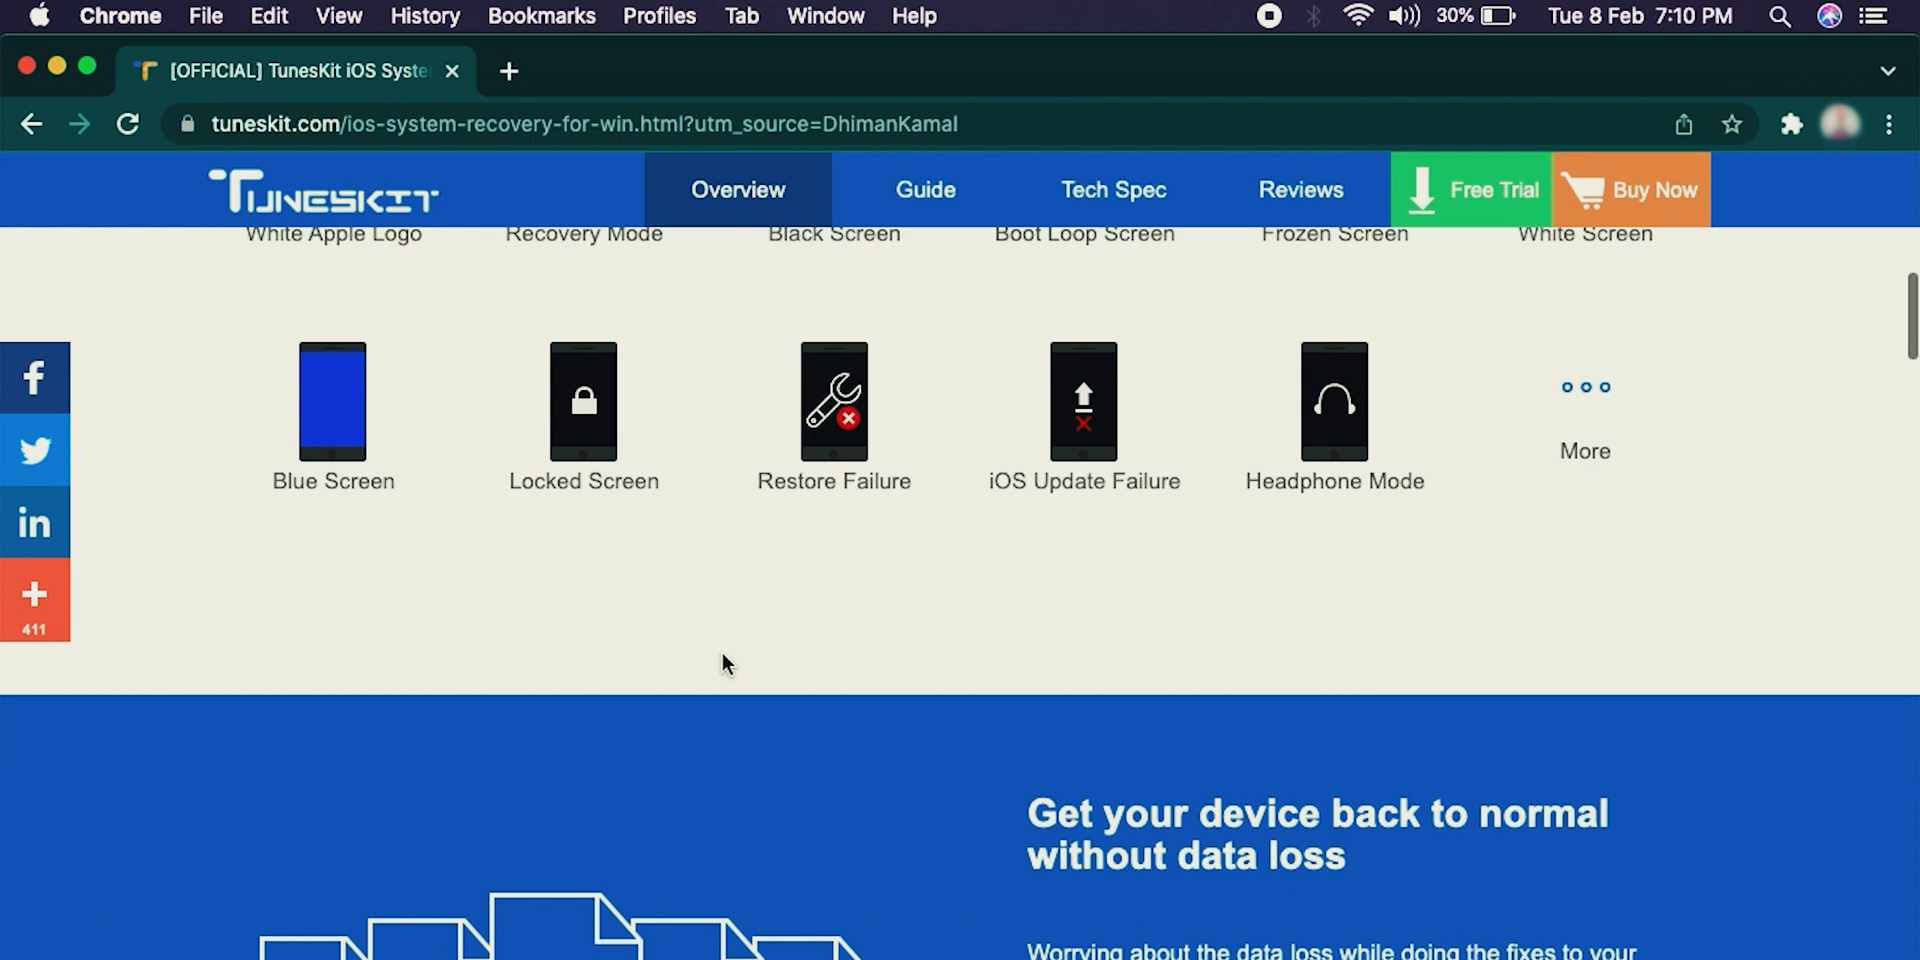 Chrome File Edit View History Bookmarks Profiles Tab Window Help 30% Tue 8 Feb 7:10 PM
[OFFICIAL] TunesKit iOS Syste
tuneskit.com/ios-system-recovery-for-win.html?utm_source=DhimanKamal
TUNESKIT Overview Guide Tech Spec Reviews Free Trial Buy Now
White Apple Logo Recovery Mode Black Screen Boot Loop Screen Frozen Screen White Screen
Blue Screen Locked Screen Restore Failure iOS Update Failure Headphone Mode More
f
in
411
Get your device back to normal
without data loss
Worrying about the data loss while doing the fixes to your